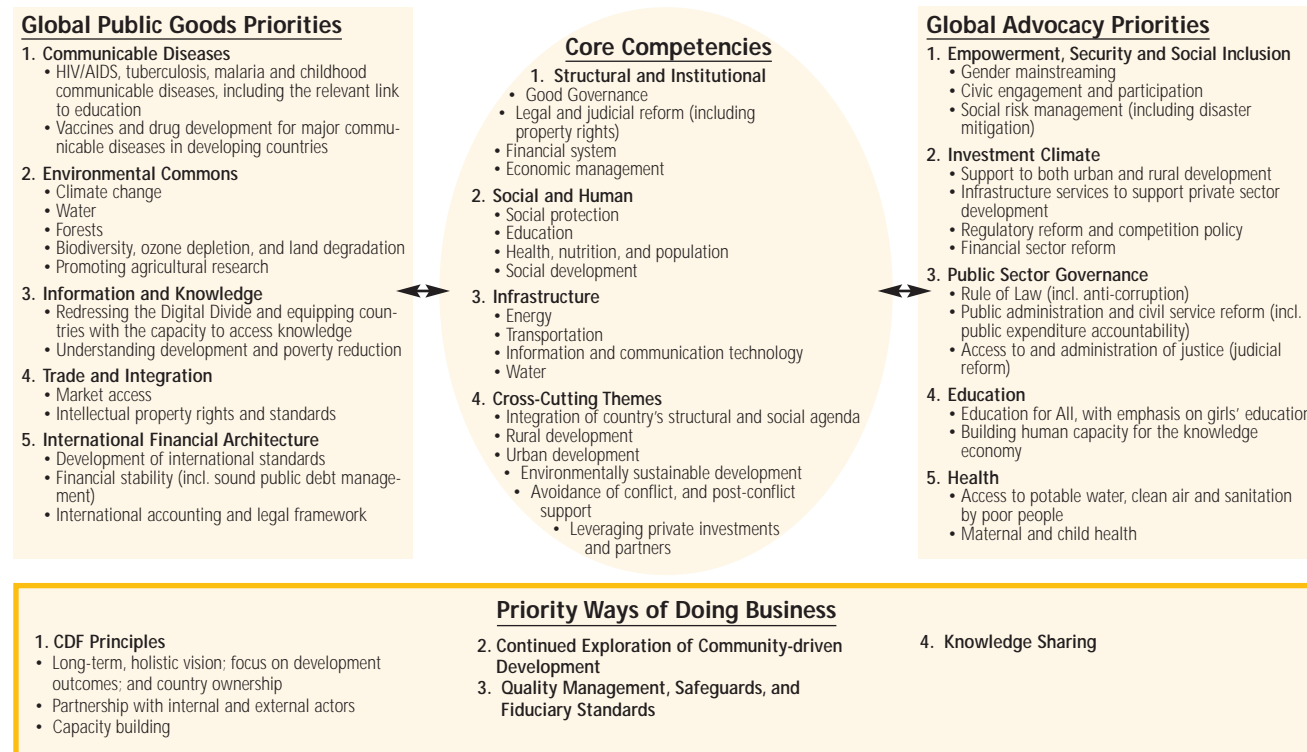 Global Public Goods Priorities
1. Communicable Diseases
• HIV/AIDS, tuberculosis, malaria and childhood
communicable diseases, including the relevant link
to education
• Vaccines and drug development for major commu-
nicable diseases in developing countries
2. Environmental Commons
• Climate change
• Water
• Forests
• Biodiversity, ozone depletion, and land degradation
• Promoting agricultural research
3. Information and Knowledge
• Redressing the Digital Divide and equipping coun-
tries with the capacity to access knowledge
• Understanding development and poverty reduction
4. Trade and Integration
• Market access
• Intellectual property rights and standards
5. International Financial Architecture
• Development of international standards
• Financial stability (incl. sound public debt manage-
ment)
• International accounting and legal framework
Core Competencies
1. Structural and Institutional
• Good Governance
• Legal and judicial reform (including
property rights)
• Financial system
• Economic management
2. Social and Human
• Social protection
• Education
• Health, nutrition, and population
• Social development
3. Infrastructure
• Energy
• Transportation
• Information and communication technology
• Water
4. Cross-Cutting Themes
• Integration of country's structural and social agenda
• Rural development
• Urban development
• Environmentally sustainable development
• Avoidance of conflict, and post-conflict
support
• Leveraging private investments
and partners
Global Advocacy Priorities
1. Empowerment, Security and Social Inclusion
• Gender mainstreaming
• Civic engagement and participation
• Social risk management (including disaster
mitigation)
2. Investment Climate
• Support to both urban and rural development
• Infrastructure services to support private sector
development
• Regulatory reform and competition policy
• Financial sector reform
3. Public Sector Governance
• Rule of Law (incl. anti-corruption)
• Public administration and civil service reform (incl.
public expenditure accountability)
• Access to and administration of justice (judicial
reform)
4. Education
• Education for All, with emphasis on girls' education
• Building human capacity for the knowledge
economy
5. Health
• Access to potable water, clean air and sanitation
by poor people
• Maternal and child health
Priority Ways of Doing Business
1. CDF Principles
• Long-term, holistic vision; focus on development
outcomes; and country ownership
• Partnership with internal and external actors
• Capacity building
2. Continued Exploration of Community-driven
Development
3. Quality Management, Safeguards, and
Fiduciary Standards
4. Knowledge Sharing